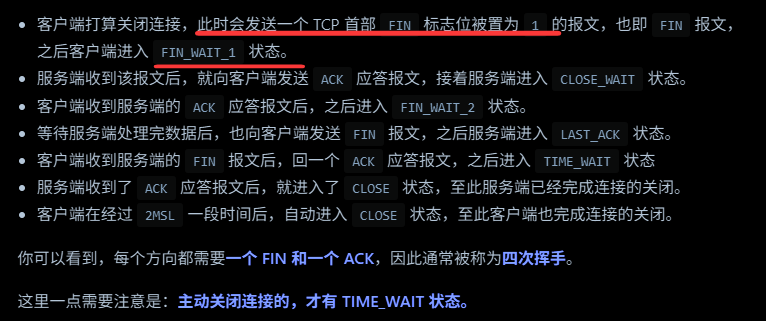 客户端打算关闭连接，此时会发送一个 TCP 首部 FIN 标志位被置为 1 的报文，也即 FIN 报文，
之后客户端进入 FIN_WAIT_1 状态。
服务端收到该报文后，就向客户端发送 ACK 应答报文，接着服务端进入 CLOSE_WAIT 状态。
客户端收到服务端的 ACK 应答报文后，之后进入 FIN_WAIT_2 状态。
等待服务端处理完数据后，也向客户端发送 FIN 报文，之后服务端进入 LAST_ACK 状态。
客户端收到服务端的 FIN 报文后，回一个 ACK 应答报文，之后进入 TIME_WAIT 状态
服务端收到了 ACK 应答报文后，就进入了 CLOSE 状态，至此服务端已经完成连接的关闭。
客户端在经过 2MSL 一段时间后，自动进入 CLOSE 状态，至此客户端也完成连接的关闭。
你可以看到，每个方向都需要一个 FIN 和一个 ACK，因此通常被称为四次挥手。
这里一点需要注意是：主动关闭连接的，才有 TIME_WAIT 状态。